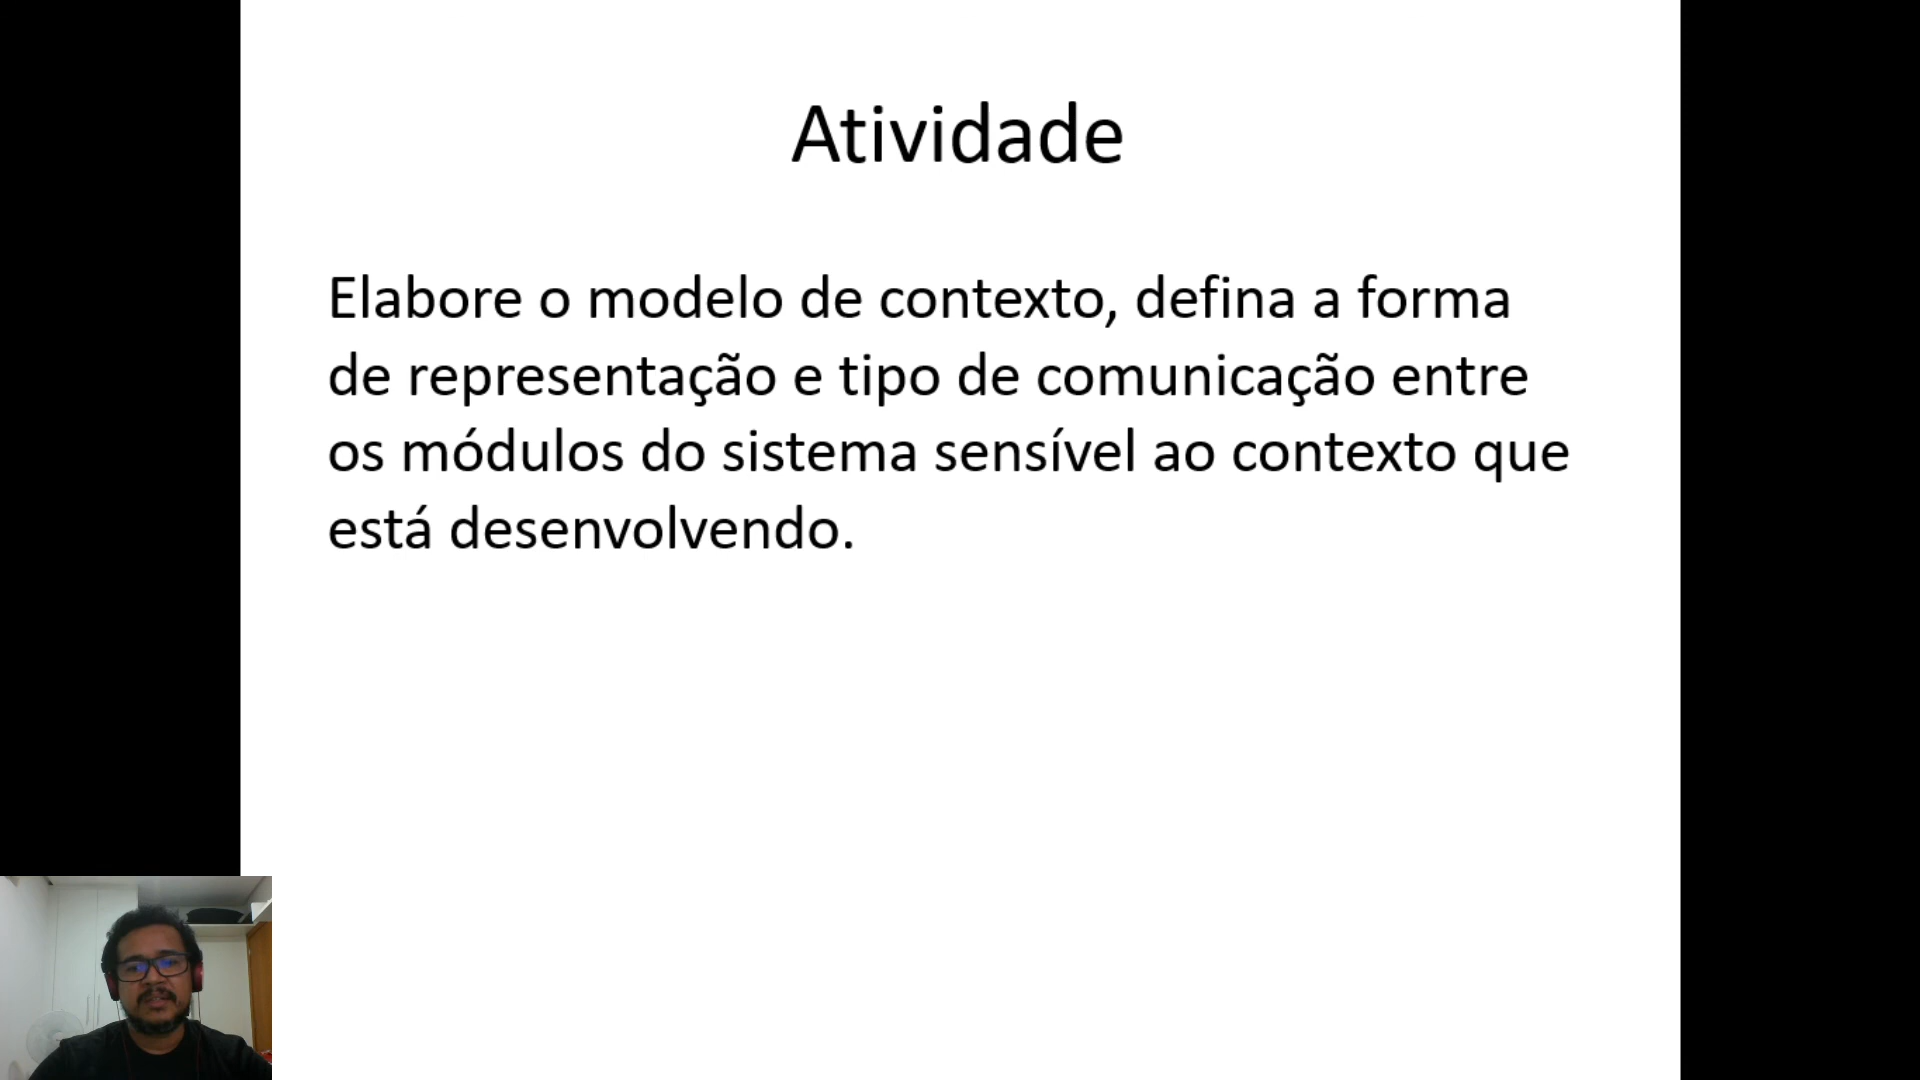 Atividade
Elabore o modelo de contexto, defina a forma
de representação e tipo de comunicação entre
os módulos do sistema sensível ao contexto que
está desenvolvendo.